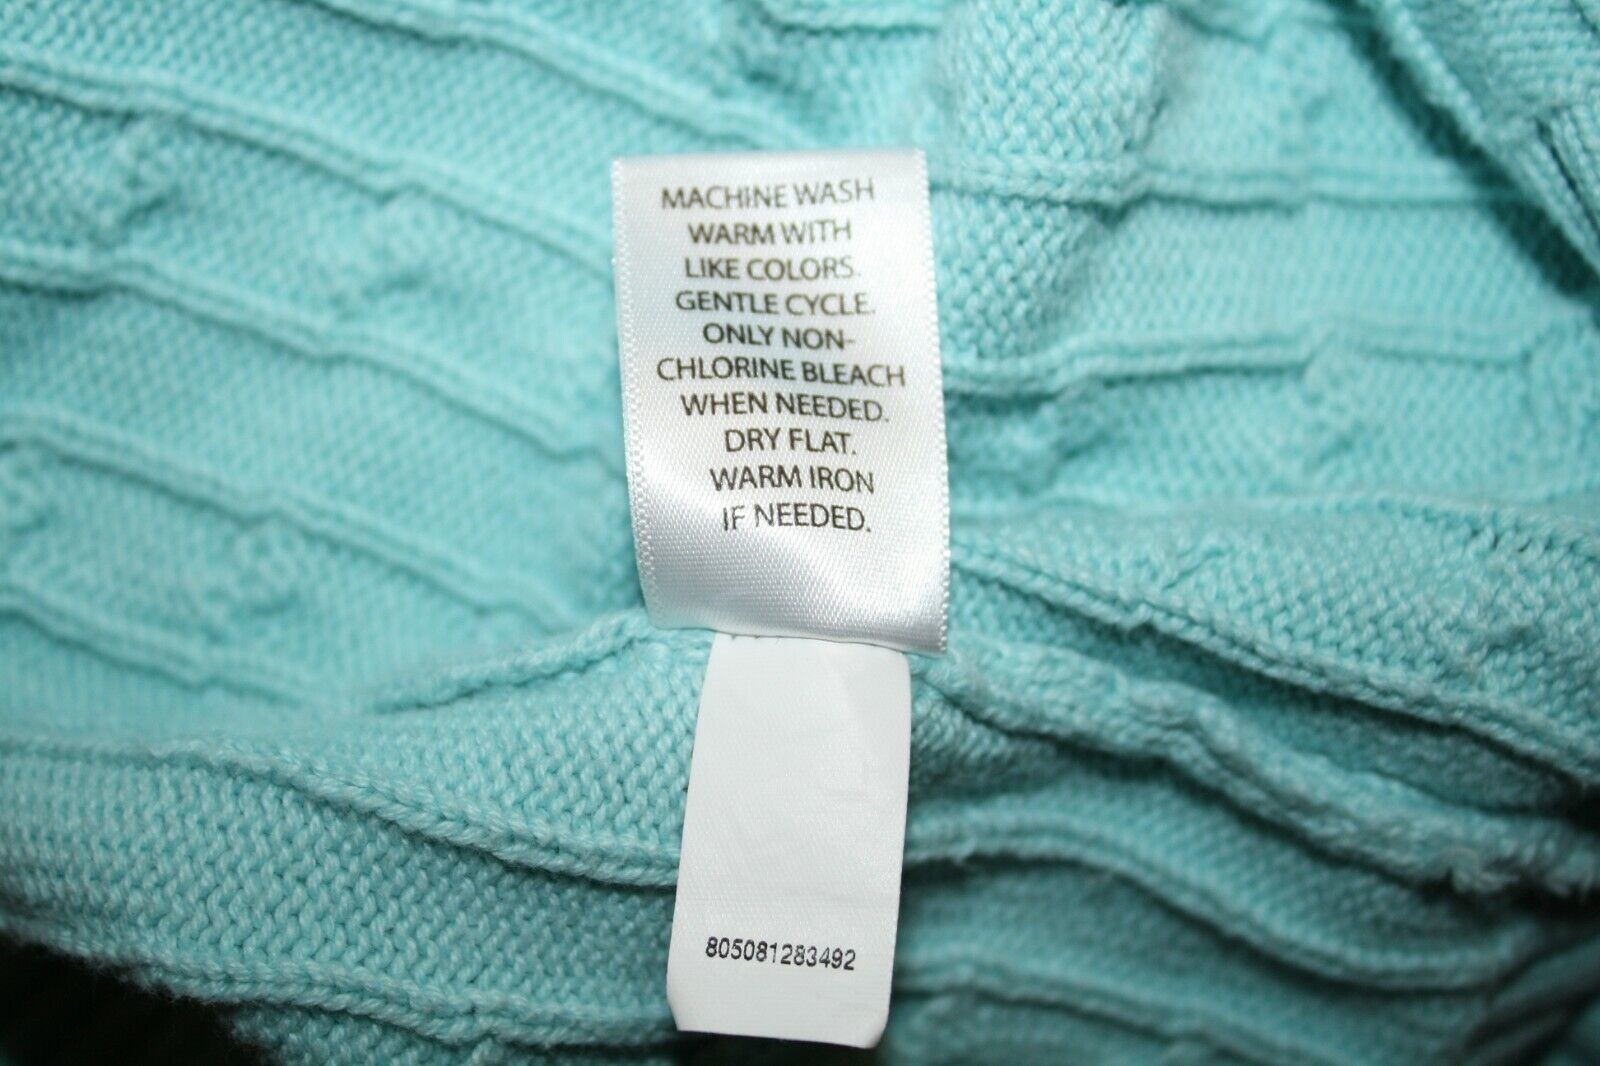 MACHINE WASH
WARM WITH
LIKE COLORS.
GENTLE CYCLE.
ONLY NON-
CHLORINE BLEACH
WHEN NEEDED.
DRY FLAT.
WARM IRON
IF NEEDED.
805081283492